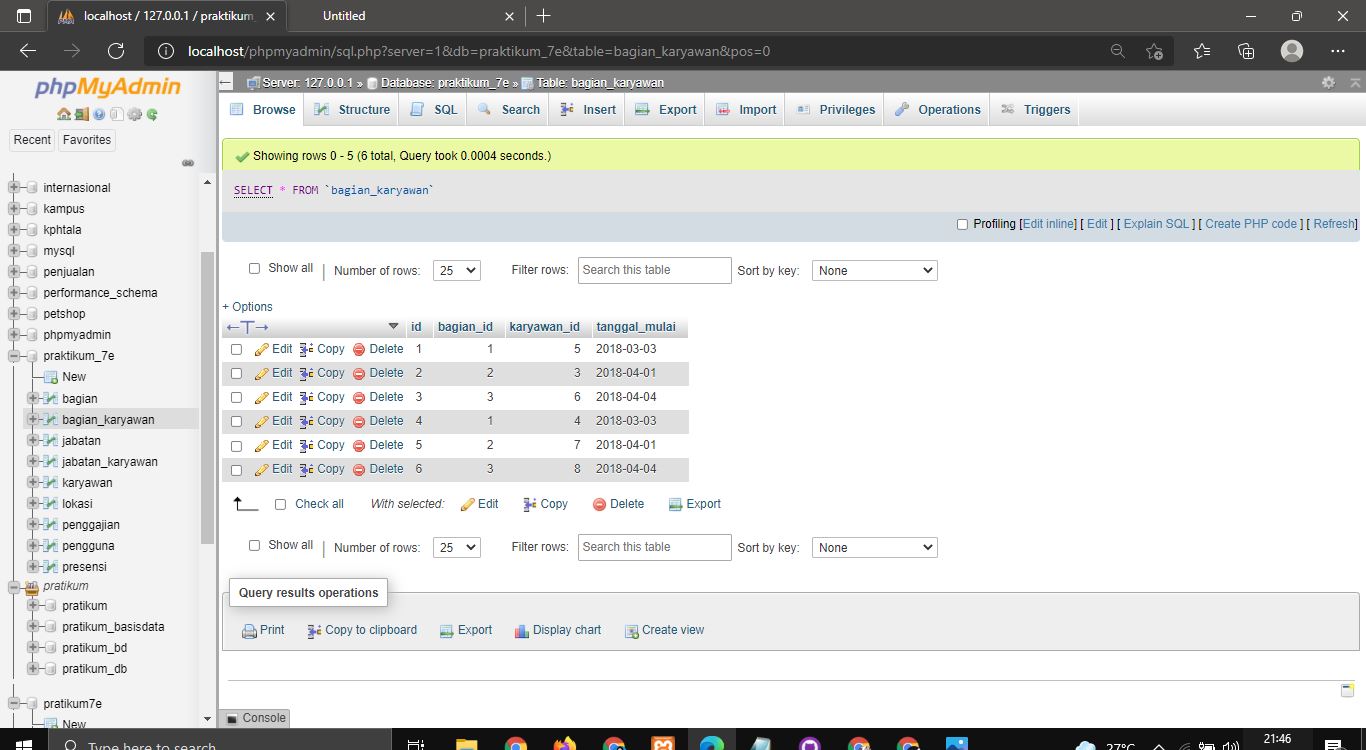 localhost / 127.0.0.1 / praktikum_
Untitled
localhost/phpmyadmin/sql.php?server=1&db=praktikum_7e&table=bagian_karyawan&pos=0
phpMyAdmin
Recent Favorites
internasional
kampus
kphtala
mysql
penjualan
performance_schema
petshop
phpmyadmin
praktikum_7e
New
bagian
bagian_karyawan
jabatan
jabatan_karyawan
karyawan
lokasi
penggajian
pengguna
presensi
pratikum
pratikum
pratikum_basisdata
pratikum_bd
pratikum_db
pratikum7e
New
Server: 127.0.0.1 » Database: praktikum_7e » Table: bagian_karyawan
Browse Structure SQL Search Insert Export Import Privileges Operations Triggers
Showing rows 0 - 5 (6 total, Query took 0.0004 seconds.)
SELECT * FROM `bagian_karyawan`
Profiling [Edit inline] [ Edit ] [ Explain SQL ] [ Create PHP code ] [ Refresh]
Show all | Number of rows: 25 Filter rows: Search this table Sort by key: None
+ Options
←T→ id bagian_id karyawan_id tanggal_mulai
Edit Copy Delete 1 1 5 2018-03-03
Edit Copy Delete 2 2 3 2018-04-01
Edit Copy Delete 3 3 6 2018-04-04
Edit Copy Delete 4 1 4 2018-03-03
Edit Copy Delete 5 2 7 2018-04-01
Edit Copy Delete 6 3 8 2018-04-04
Check all With selected: Edit Copy Delete Export
Show all | Number of rows: 25 Filter rows: Search this table Sort by key: None
Query results operations
Print Copy to clipboard Export Display chart Create view
Console
Type here to search
27°C
21:46